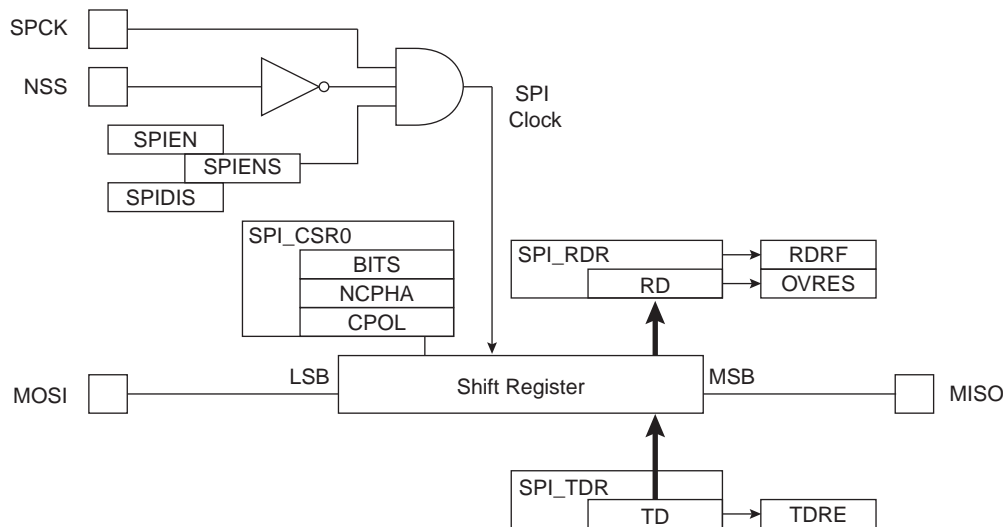 SPCK
NSS
SPI
Clock
SPIEN
SPIENS
SPIDIS
SPI_CSR0
BITS
NCPHA
CPOL
SPI_RDR
RD
RDRF
OVRES
MOSI
LSB
Shift Register
MSB
MISO
SPI_TDR
TD
TDRE